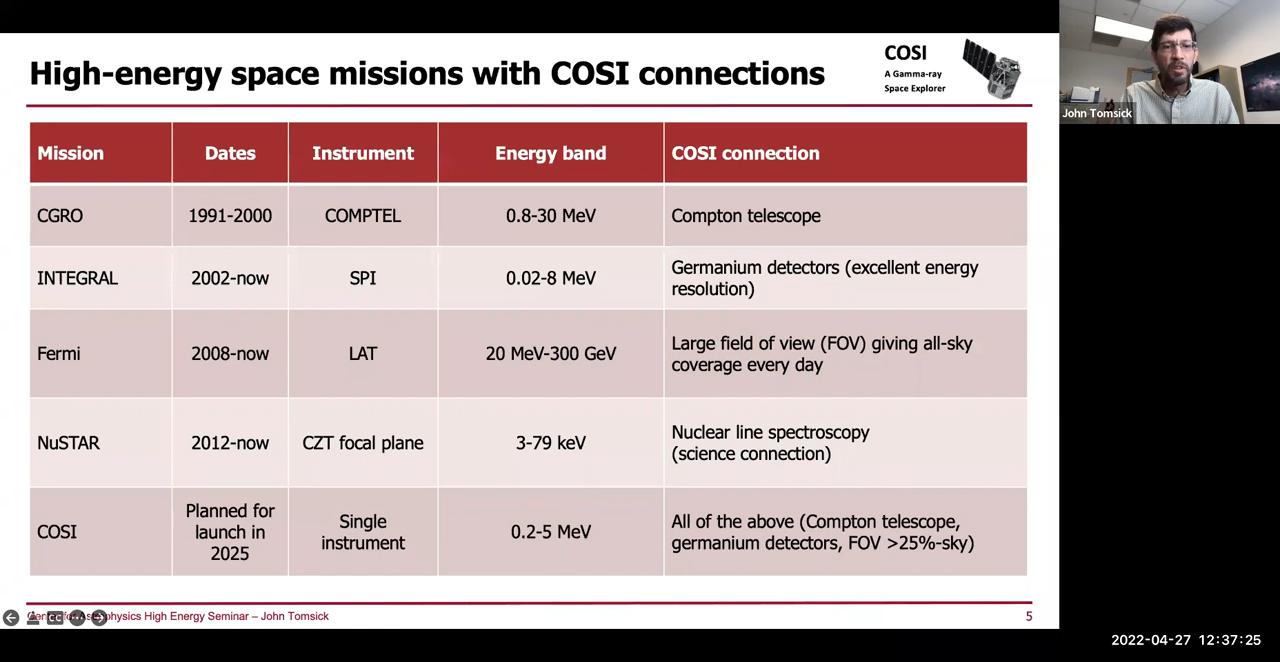 High-energy space missions with COSI connections
COSI
A Gamma-ray
Space Explorer
Mission
Dates
Instrument
Energy band
COSI connection
CGRO
1991-2000
COMPTEL
0.8-30 MeV
Compton telescope
INTEGRAL
2002-now
SPI
0.02-8 MeV
Germanium detectors (excellent energy
resolution)
Fermi
2008-now
LAT
20 MeV-300 GeV
Large field of view (FOV) giving all-sky
coverage every day
NuSTAR
2012-now
CZT focal plane
3-79 keV
Nuclear line spectroscopy
(science connection)
COSI
Planned for
launch in
2025
Single
instrument
0.2-5 MeV
All of the above (Compton telescope,
germanium detectors, FOV >25%-sky)
Center for Astrophysics High Energy Seminar – John Tomsick
5
John Tomsick
2022-04-27 12:37:25